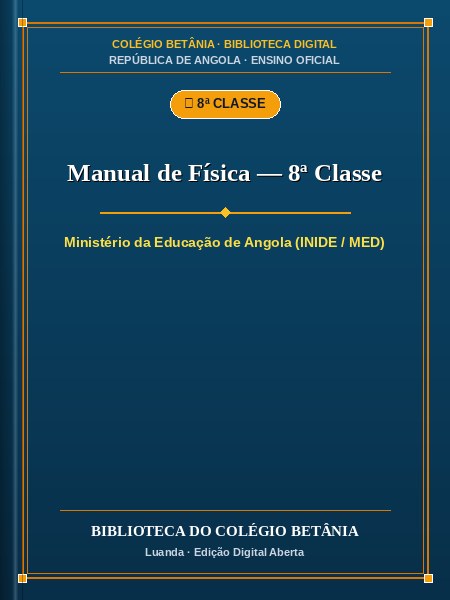 COLÉGIO BETÂNIA · BIBLIOTECA DIGITAL
REPÚBLICA DE ANGOLA · ENSINO OFICIAL
8ª CLASSE
Manual de Física — 8ª Classe
Ministério da Educação de Angola (INIDE / MED)
BIBLIOTECA DO COLÉGIO BETÂNIA
Luanda · Edição Digital Aberta